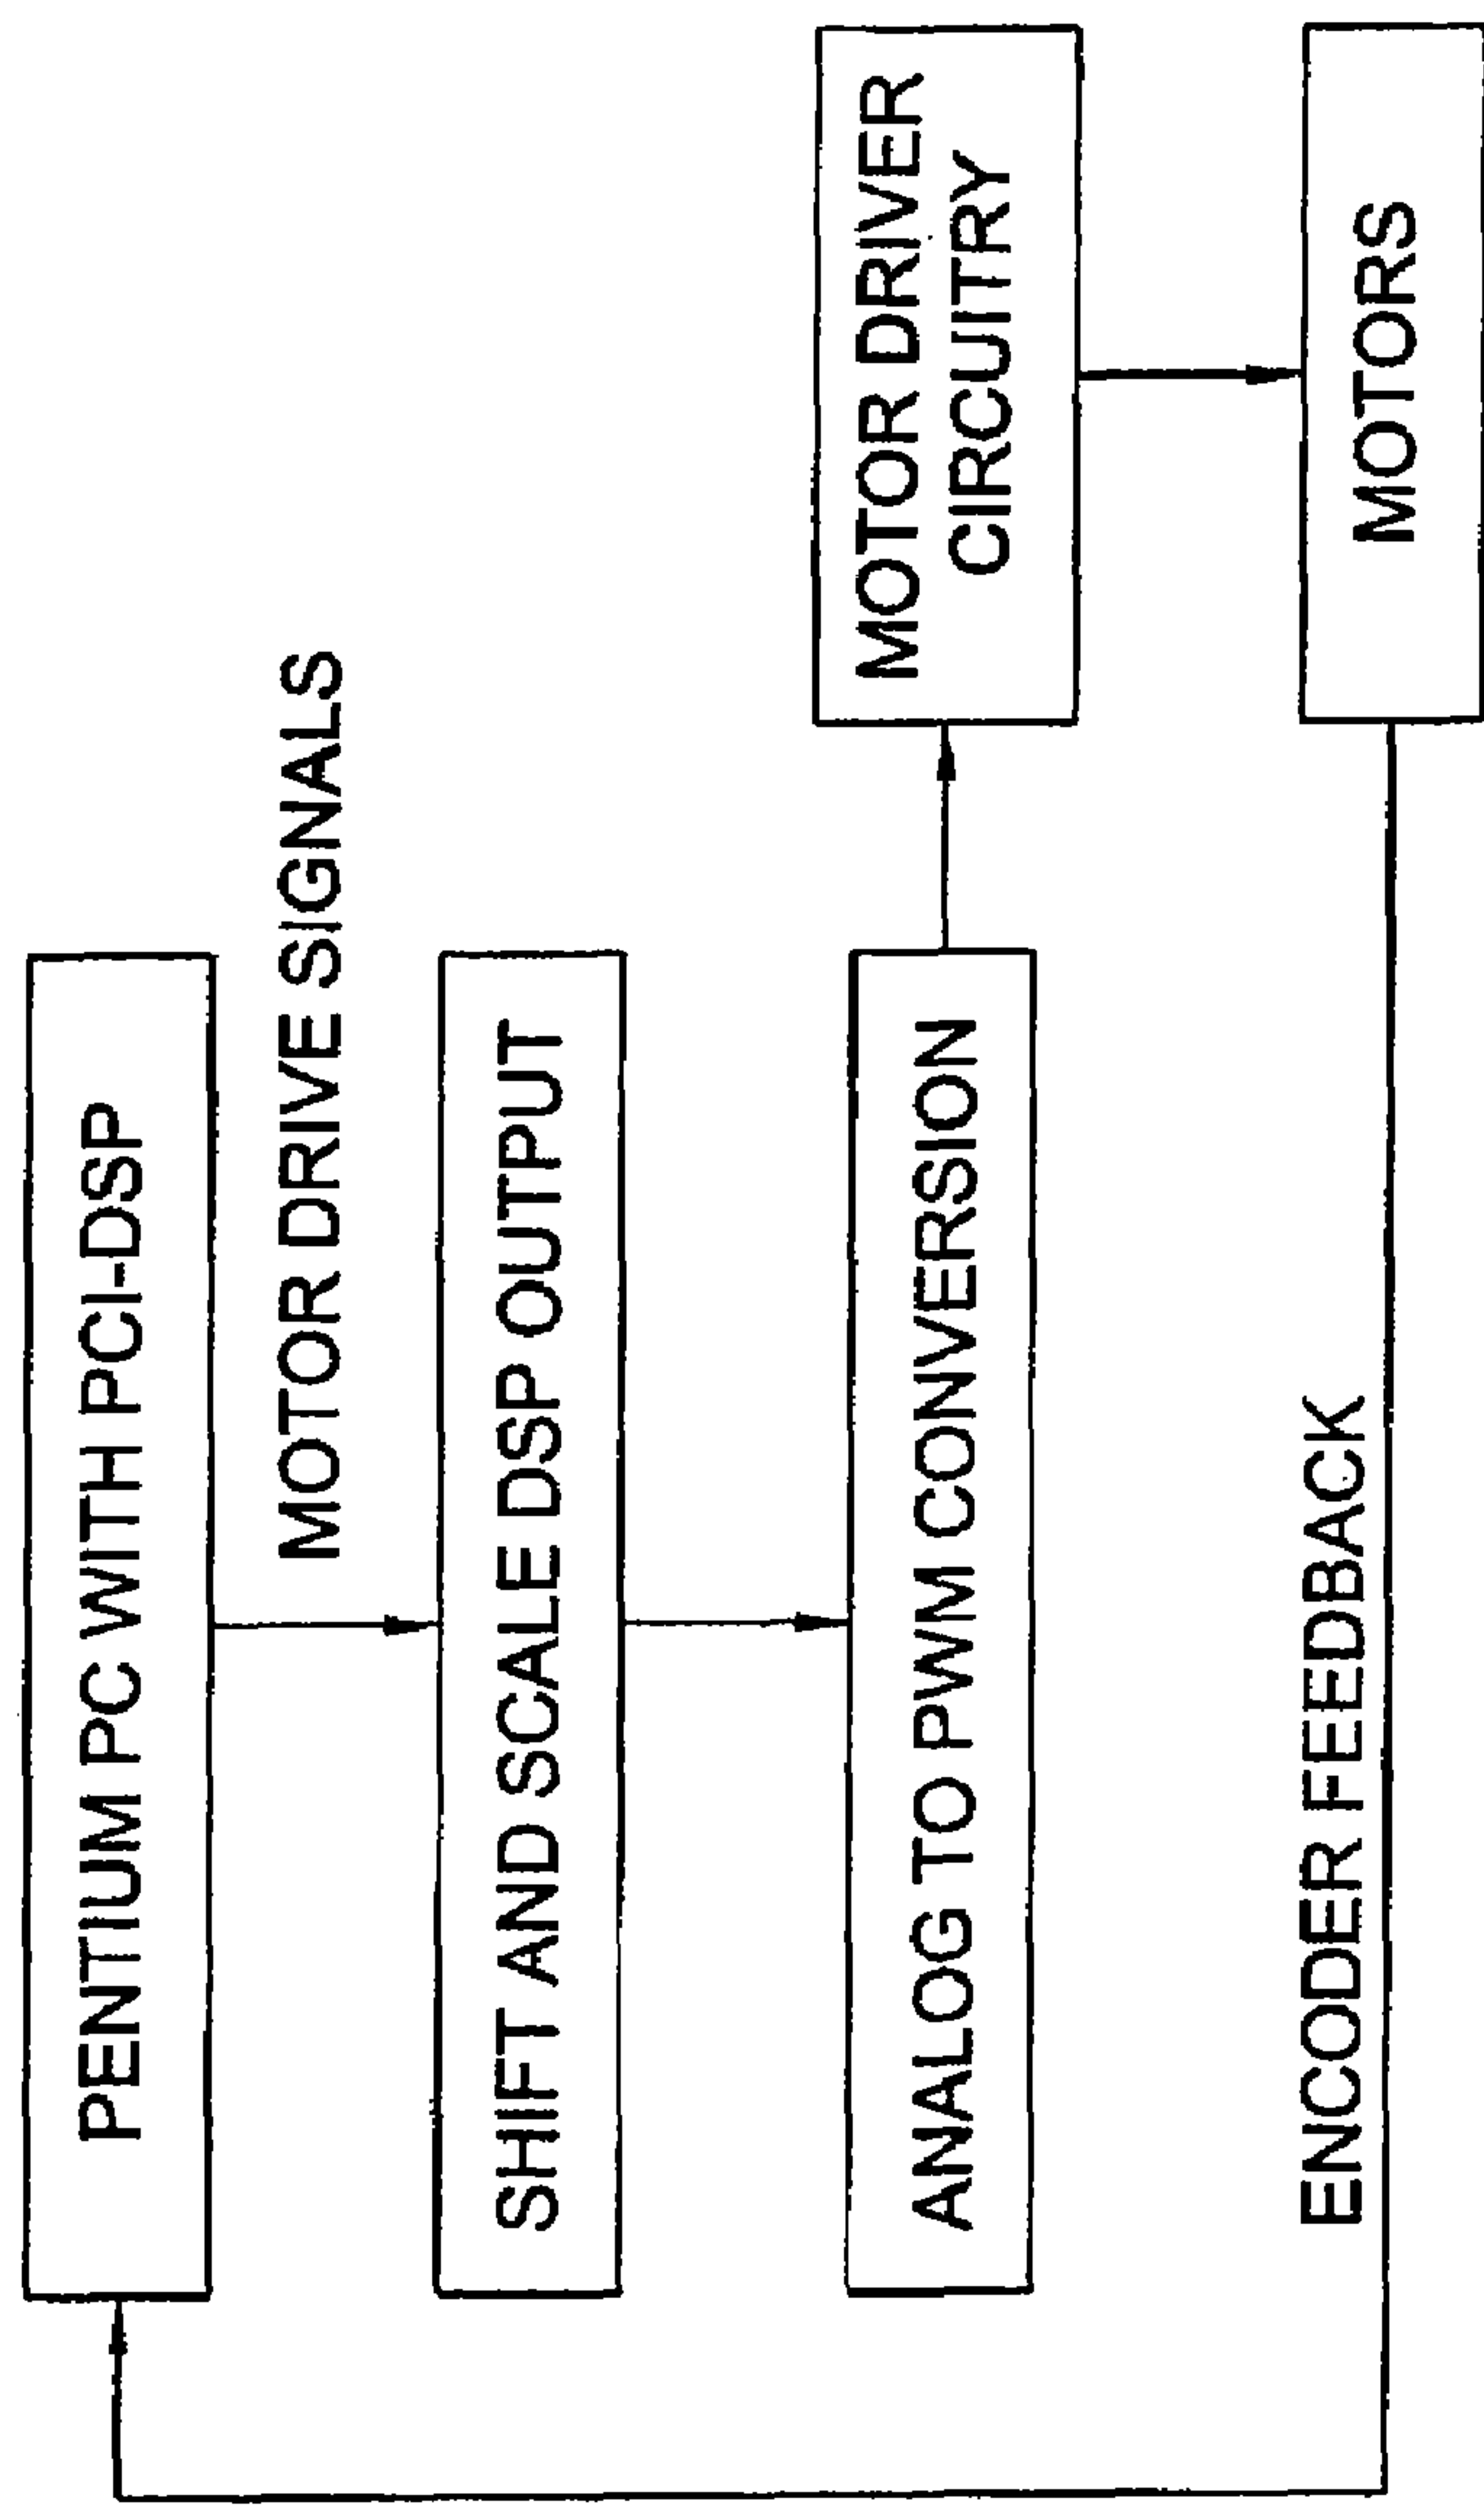 PENTIUM PC WITH PCI-DSP
MOTOR DRIVE SIGNALS
SHIFT AND SCALE DSP OUTPUT
ANALOG TO PWM CONVERSION
MOTOR DRIVER
CIRCUITRY
ENCODER FEEDBACK
MOTORS